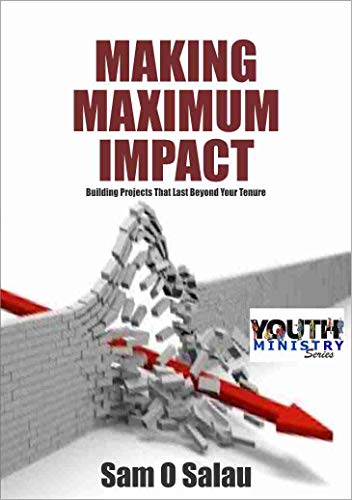 MAKING
MAXIMUM
IMPACT
Building Projects That Last Beyond Your Tenure
YOUTH
MINISTRY
Series
Sam O Salau